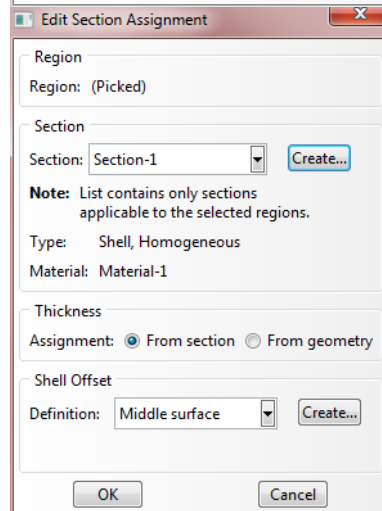 Edit Section Assignment
Region
Region: (Picked)
Section
Section: Section-1 Create...
Note: List contains only sections
applicable to the selected regions.
Type: Shell, Homogeneous
Material: Material-1
Thickness
Assignment: From section From geometry
Shell Offset
Definition: Middle surface Create...
OK Cancel